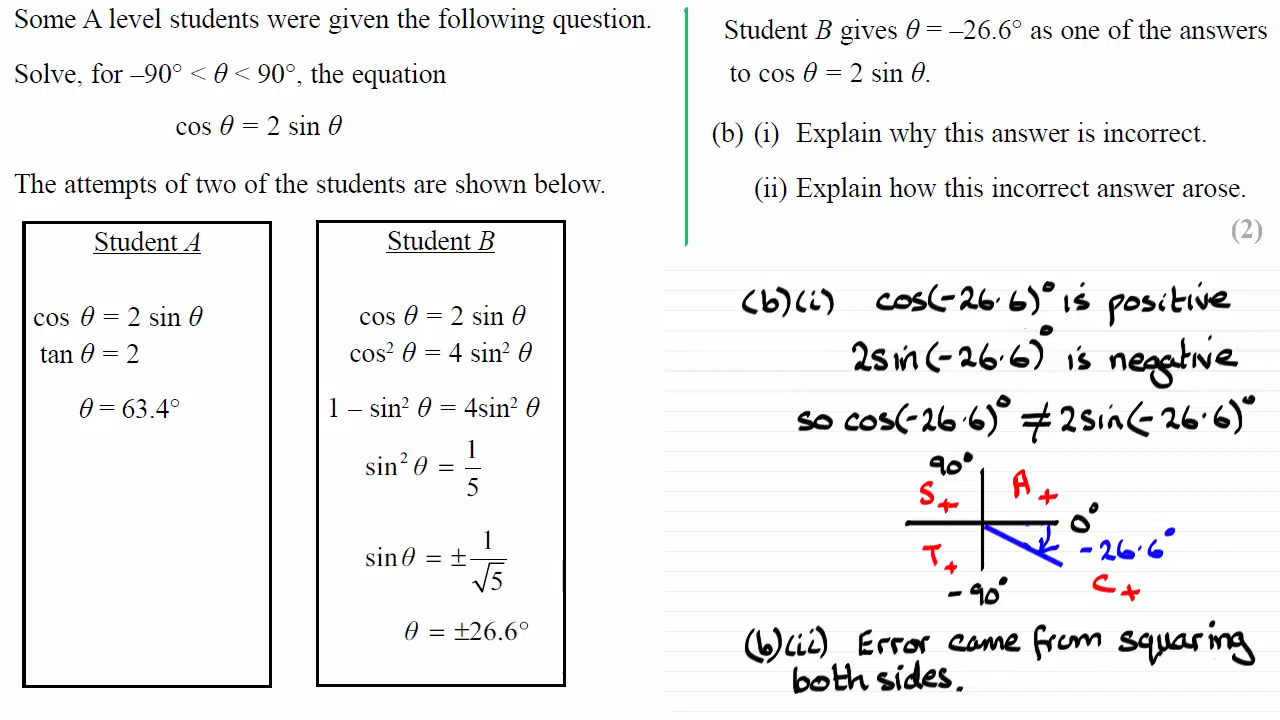 Some A level students were given the following question.
Solve, for –90° < θ < 90°, the equation
cos θ = 2 sin θ
The attempts of two of the students are shown below.
Student A
cos θ = 2 sin θ
tan θ = 2
θ = 63.4°
Student B
cos θ = 2 sin θ
cos² θ = 4 sin² θ
1 – sin² θ = 4sin² θ
sin² θ = 1/5
sin θ = ± 1/√5
θ = ±26.6°
Student B gives θ = –26.6° as one of the answers
to cos θ = 2 sin θ.
(b) (i) Explain why this answer is incorrect.
(ii) Explain how this incorrect answer arose.
(2)
(b)(i) cos(-26.6)° is positive
2sin(-26.6)° is negative
so cos(-26.6)° ≠ 2sin(-26.6)°
90°
S+ A+
0°
T+ -26.6°
-90° C+
(b)(ii) Error came from squaring
both sides.